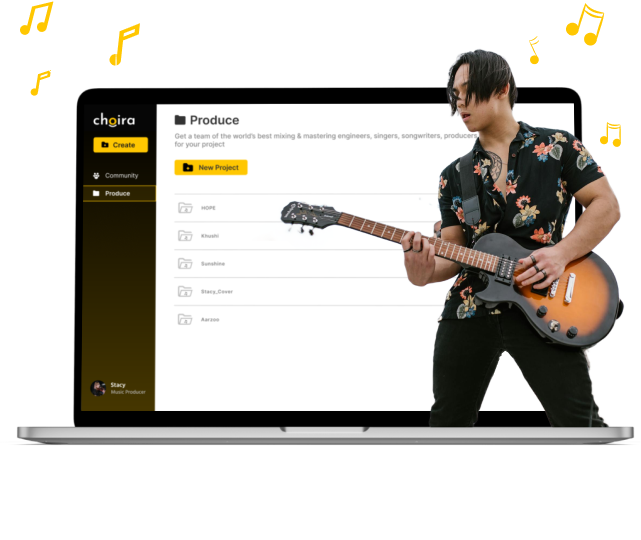 choira
Create
Community
Produce
Stacy
Music Producer
Produce
Get a team of the world's best mixing & mastering engineers, singers, songwriters, producers
for your project
New Project
HOPE
Khushi
Sunshine
Stacy_Cover
Aarzoo